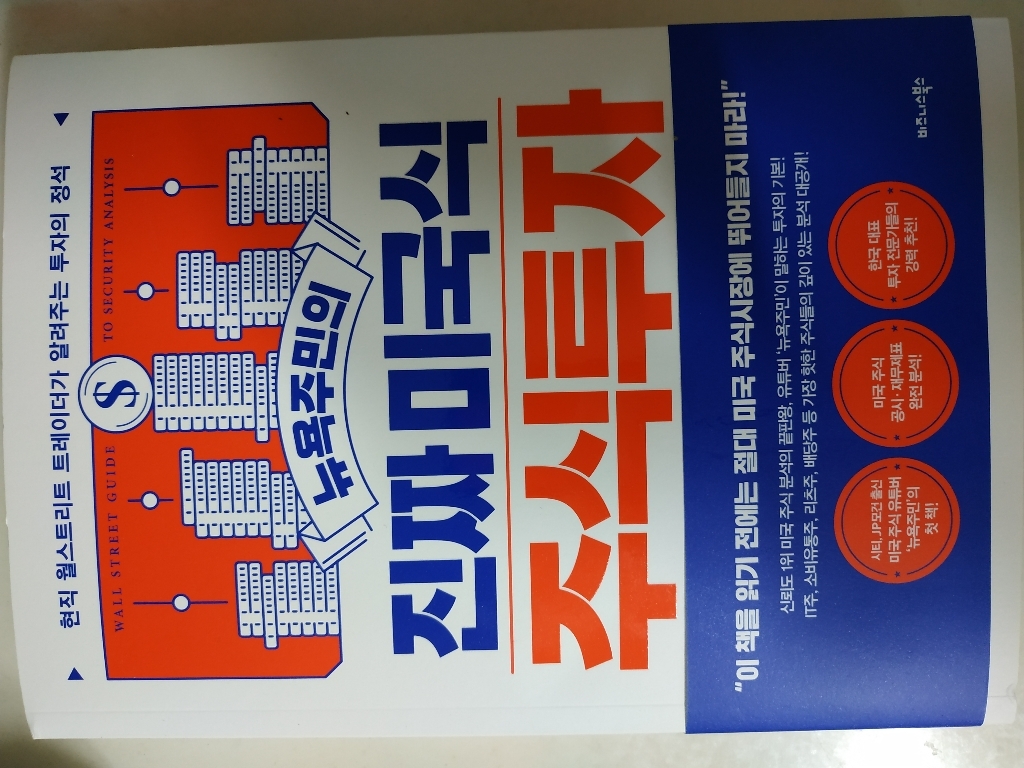 현직 월스트리트 트레이더가 알려주는 투자의 정석
WALL STREET GUIDE TO SECURITY ANALYSIS
$
뉴욕주민의
진짜 미국식
주식투자
“이 책을 읽기 전에는 절대 미국 주식시장에 뛰어들지 마라!”
신뢰도 1위 미국 주식 분석의 끝판왕, 유튜버 ‘뉴욕주민’이 말하는 투자의 기본!
IT주, 소비유통주, 리츠주, 배당주 등 가장 핫한 주식들의 깊이 있는 분석 대공개!
시티, JP모건 출신
미국 주식 유튜버
‘뉴욕주민’의
첫 책!
미국 주식
공시·재무제표
완전 분석!
한국 대표
투자 전문가들의
강력 추천!
비즈니스북스